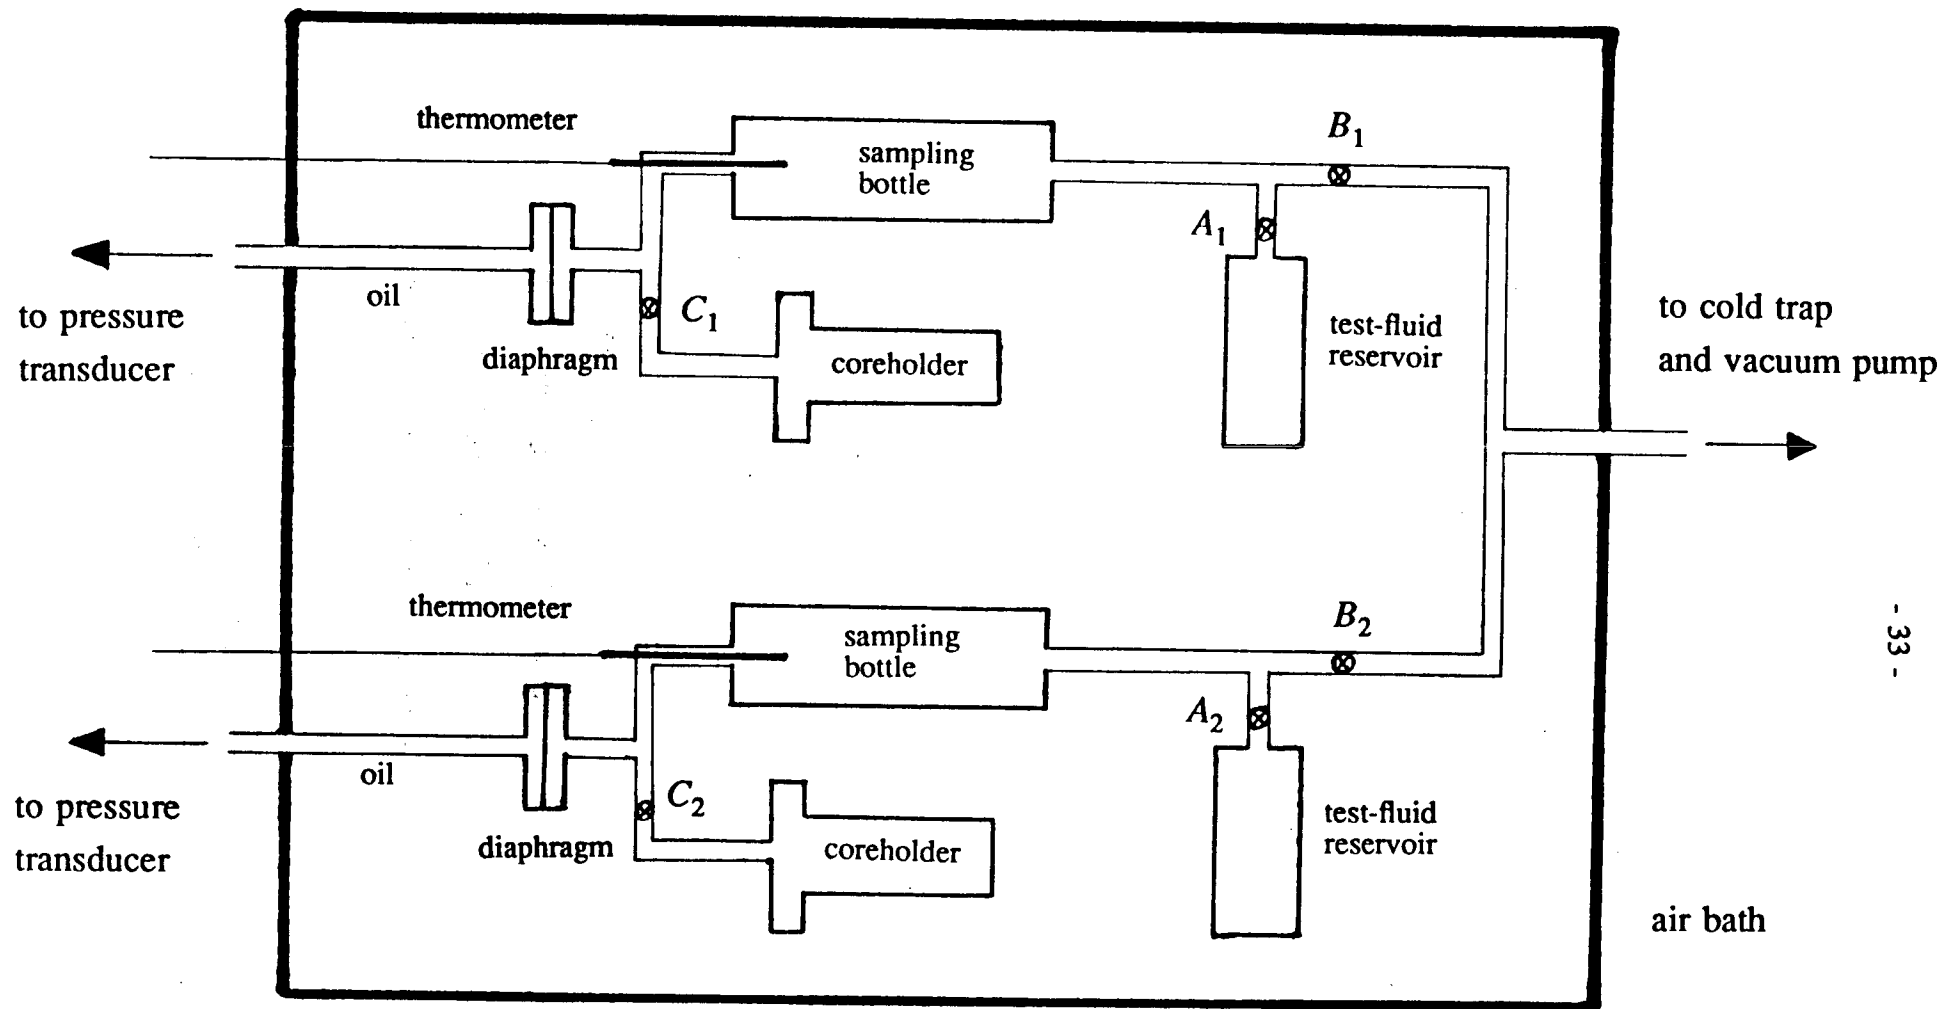 thermometer
sampling
bottle
B1
A1
oil
C1
diaphragm
coreholder
test-fluid
reservoir
to pressure
transducer
to cold trap
and vacuum pump
thermometer
sampling
bottle
B2
A2
oil
C2
diaphragm
coreholder
test-fluid
reservoir
to pressure
transducer
air bath
- 33 -